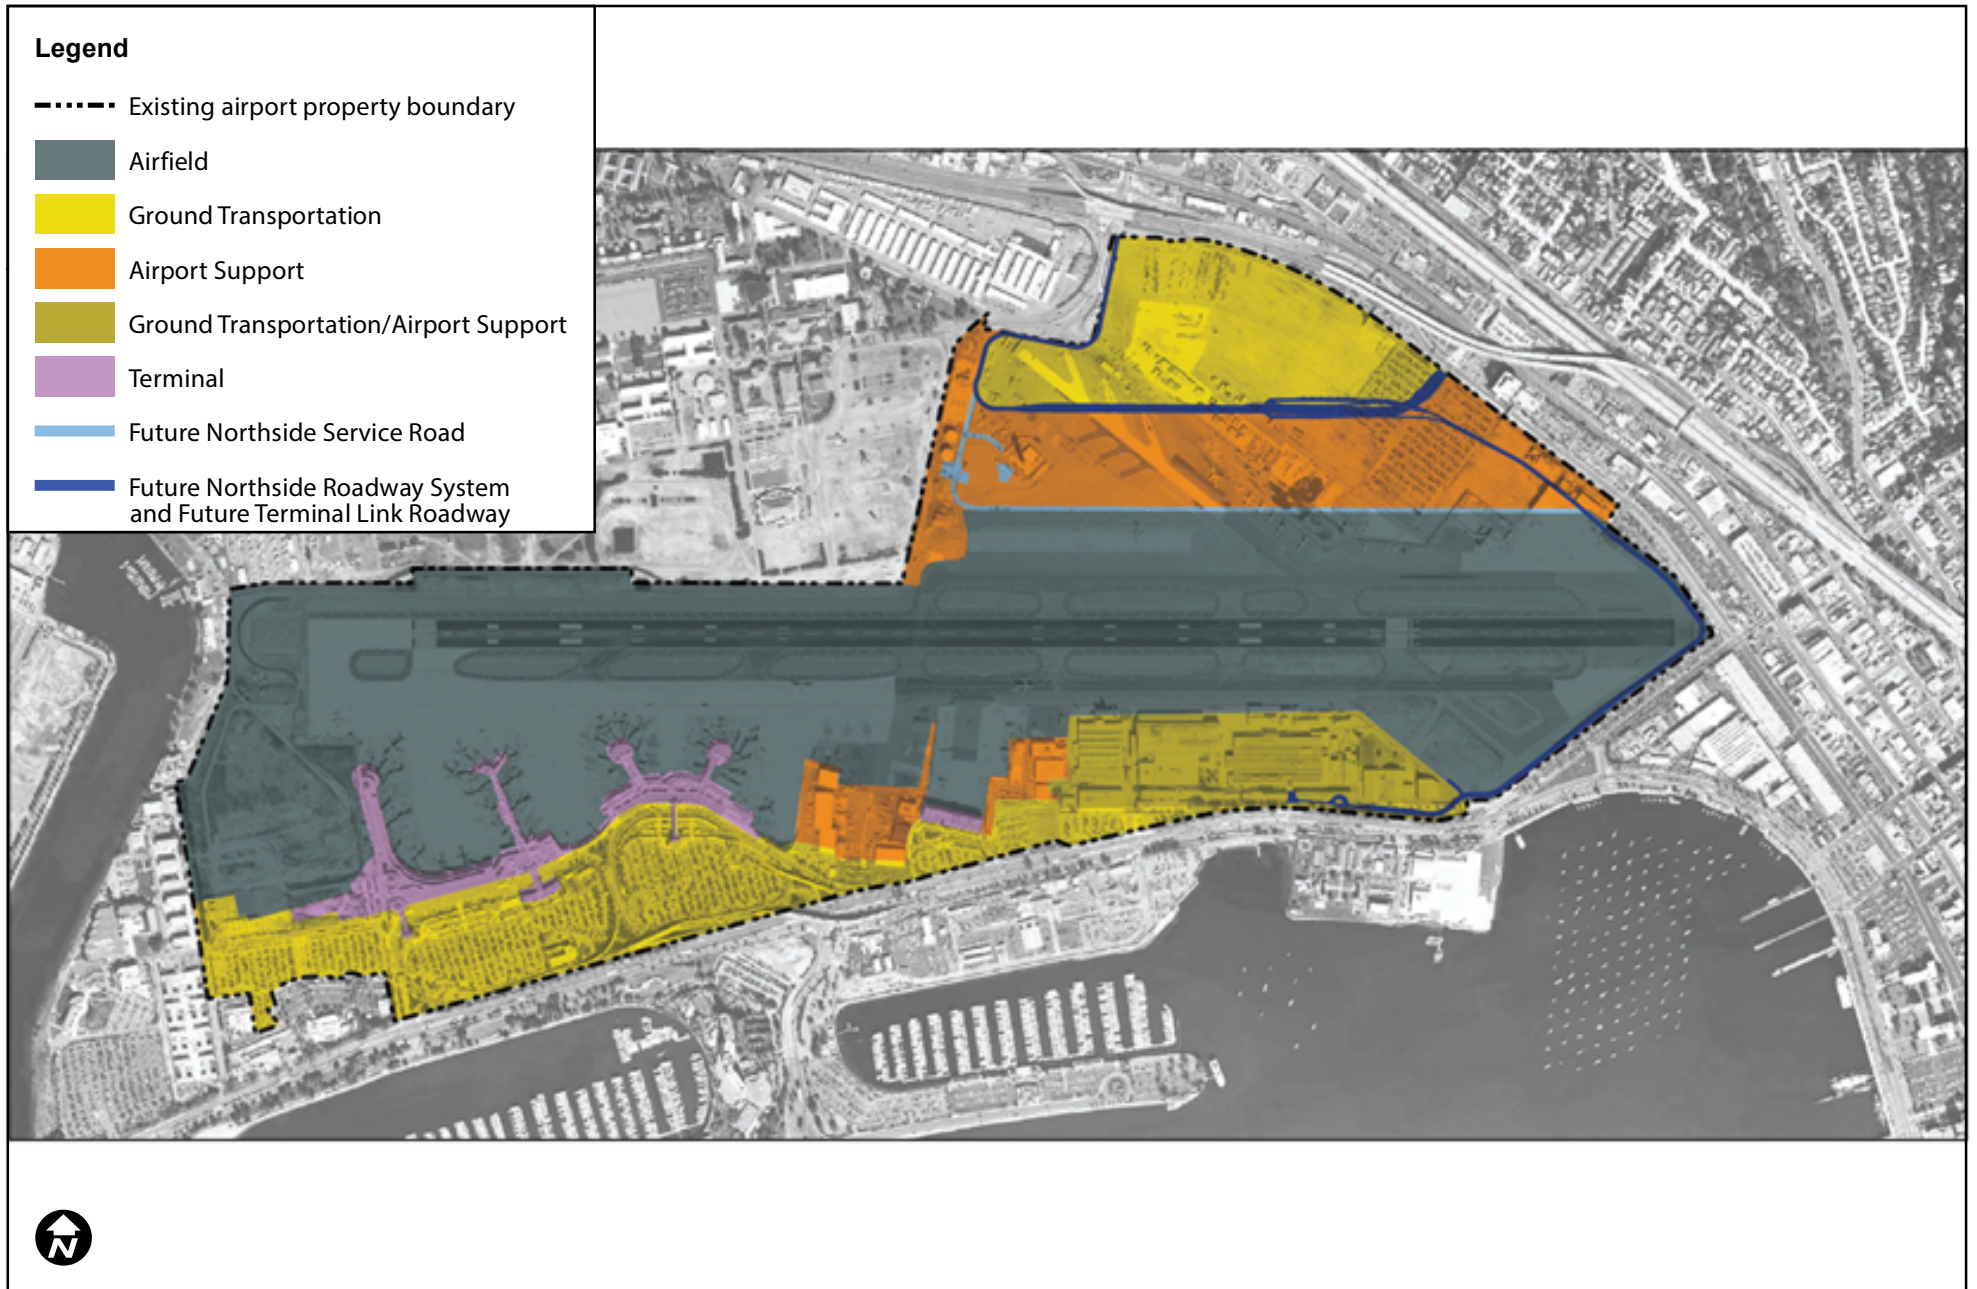 Legend
Existing airport property boundary
Airfield
Ground Transportation
Airport Support
Ground Transportation/Airport Support
Terminal
Future Northside Service Road
Future Northside Roadway System
and Future Terminal Link Roadway
N